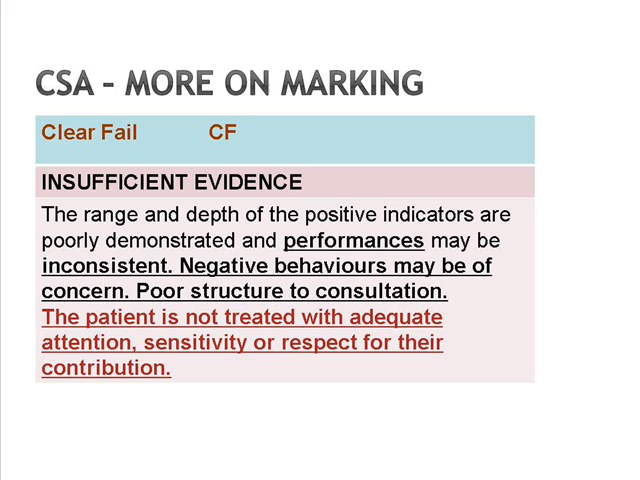 CSA – MORE ON MARKING
Clear Fail CF
INSUFFICIENT EVIDENCE
The range and depth of the positive indicators are
poorly demonstrated and performances may be
inconsistent. Negative behaviours may be of
concern. Poor structure to consultation.
The patient is not treated with adequate
attention, sensitivity or respect for their
contribution.